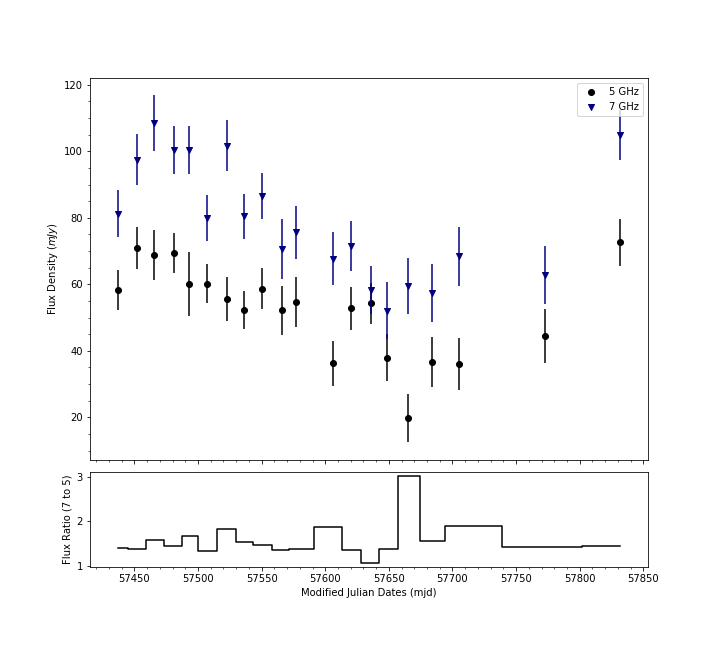 120
100
80
60
40
20
Flux Density (mJy)
5 GHz
7 GHz
3
2
1
Flux Ratio (7 to 5)
57450 57500 57550 57600 57650 57700 57750 57800 57850
Modified Julian Dates (mjd)